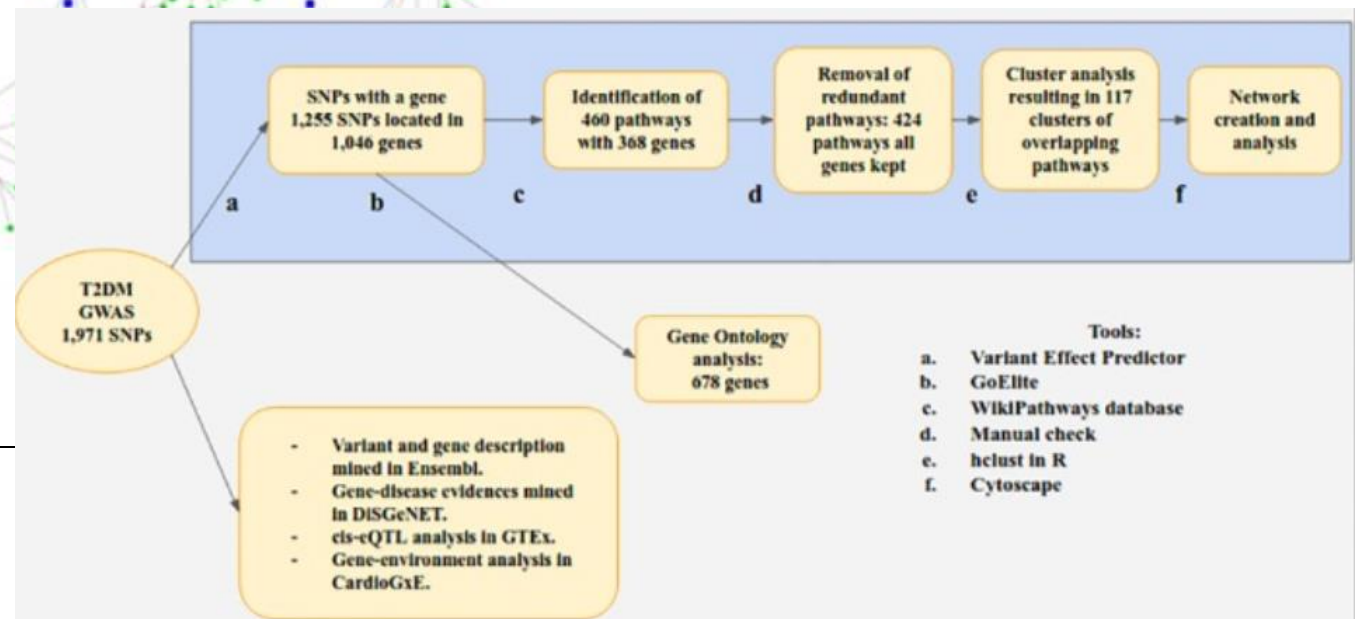 SNPs with a gene
1,255 SNPs located in
1,046 genes
Identification of
460 pathways
with 368 genes
Removal of
redundant
pathways: 424
pathways all
genes kept
Cluster analysis
resulting in 117
clusters of
overlapping
pathways
Network
creation and
analysis
a
b
c
d
e
f
T2DM
GWAS
1,971 SNPs
Gene Ontology
analysis:
678 genes
- Variant and gene description
mined in Ensembl.
- Gene-disease evidences mined
in DisGeNET.
- cis-eQTL analysis in GTEx.
- Gene-environment analysis in
CardioGxE.
Tools:
a. Variant Effect Predictor
b. GoElite
c. WikiPathways database
d. Manual check
e. hclust in R
f. Cytoscape